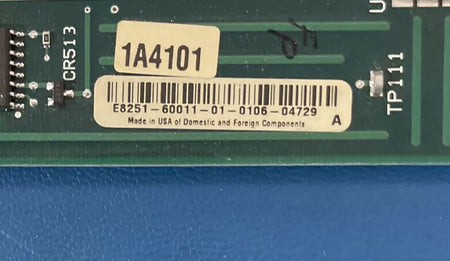 U
CR513
1A4101
E8251-60011-01-0106-04729
Made in USA of Domestic and Foreign Components
A
TP111